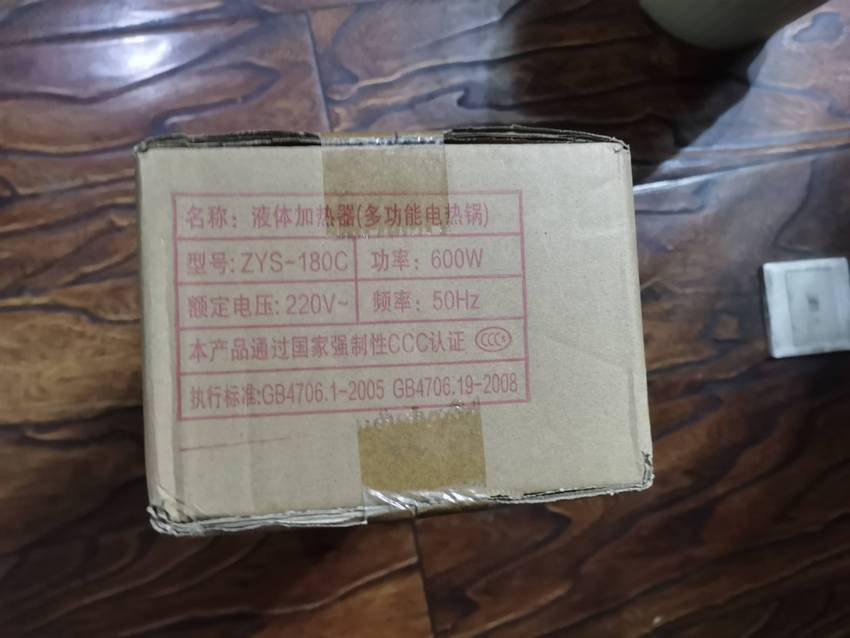 名称：液体加热器(多功能电热锅)
型号:ZYS-180C 功率：600W
额定电压:220V~ 频率：50Hz
本产品通过国家强制性CCC认证 CCC
执行标准:GB4706.1-2005 GB4706.19-2008